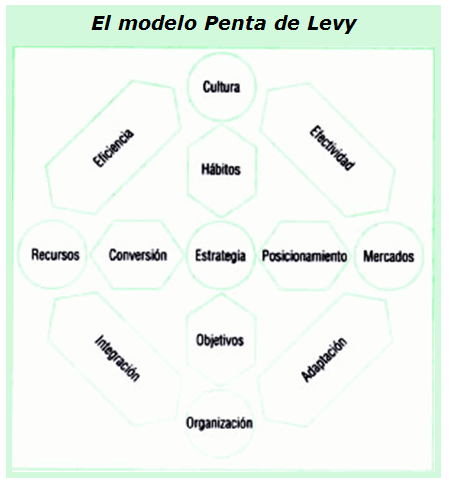 El modelo Penta de Levy
Cultura
Eficiencia
Efectividad
Hábitos
Recursos
Conversión
Estrategia
Posicionamiento
Mercados
Integración
Objetivos
Adaptación
Organización